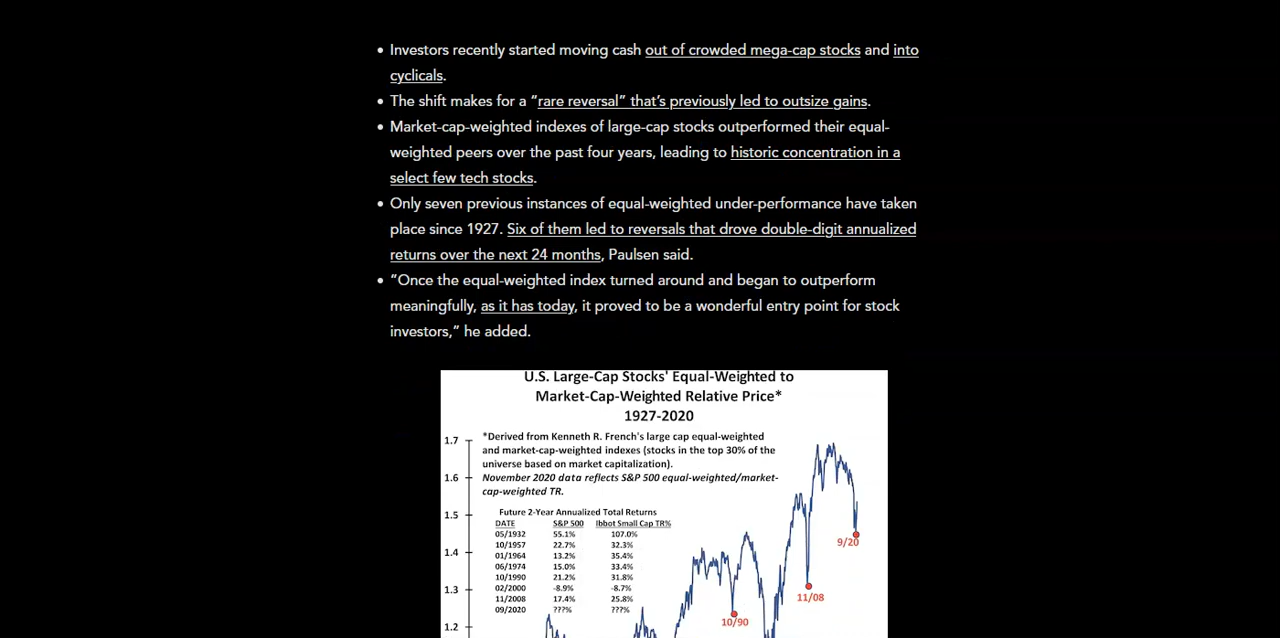 • Investors recently started moving cash out of crowded mega-cap stocks and into
cyclicals.
• The shift makes for a “rare reversal” that’s previously led to outsize gains.
• Market-cap-weighted indexes of large-cap stocks outperformed their equal-
weighted peers over the past four years, leading to historic concentration in a
select few tech stocks.
• Only seven previous instances of equal-weighted under-performance have taken
place since 1927. Six of them led to reversals that drove double-digit annualized
returns over the next 24 months, Paulsen said.
• “Once the equal-weighted index turned around and began to outperform
meaningfully, as it has today, it proved to be a wonderful entry point for stock
investors,” he added.
U.S. Large-Cap Stocks' Equal-Weighted to
Market-Cap-Weighted Relative Price*
1927-2020
*Derived from Kenneth R. French's large cap equal-weighted
and market-cap-weighted indexes (stocks in the top 30% of the
universe based on market capitalization).
November 2020 data reflects S&P 500 equal-weighted/market-
cap-weighted TR.
Future 2-Year Annualized Total Returns
DATE S&P 500 Ibbot Small Cap TR%
05/1932 55.1% 107.0%
10/1957 22.7% 32.3%
01/1964 13.2% 35.4%
06/1974 15.0% 33.4%
10/1990 21.2% 31.8%
02/2000 -8.9% -8.7%
11/2008 17.4% 25.8%
09/2020 ???% ???%
1.7
1.6
1.5
1.4
1.3
1.2
9/20
11/08
10/90